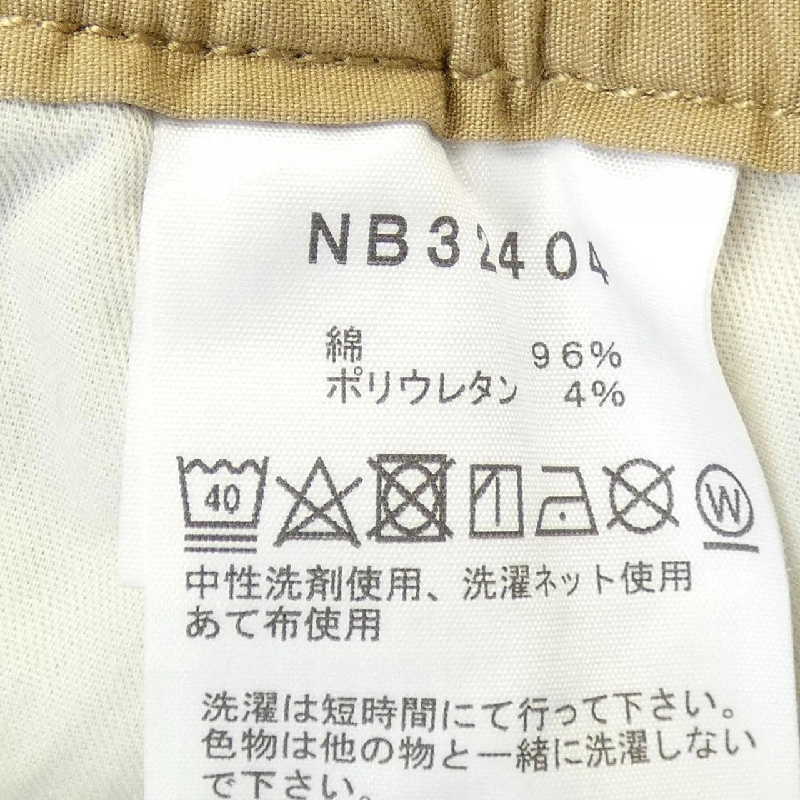 NB32404
綿 96%
ポリウレタン 4%
40 W
中性洗剤使用、洗濯ネット使用
あて布使用
洗濯は短時間にて行って下さい。
色物は他の物と一緒に洗濯しない
で下さい。